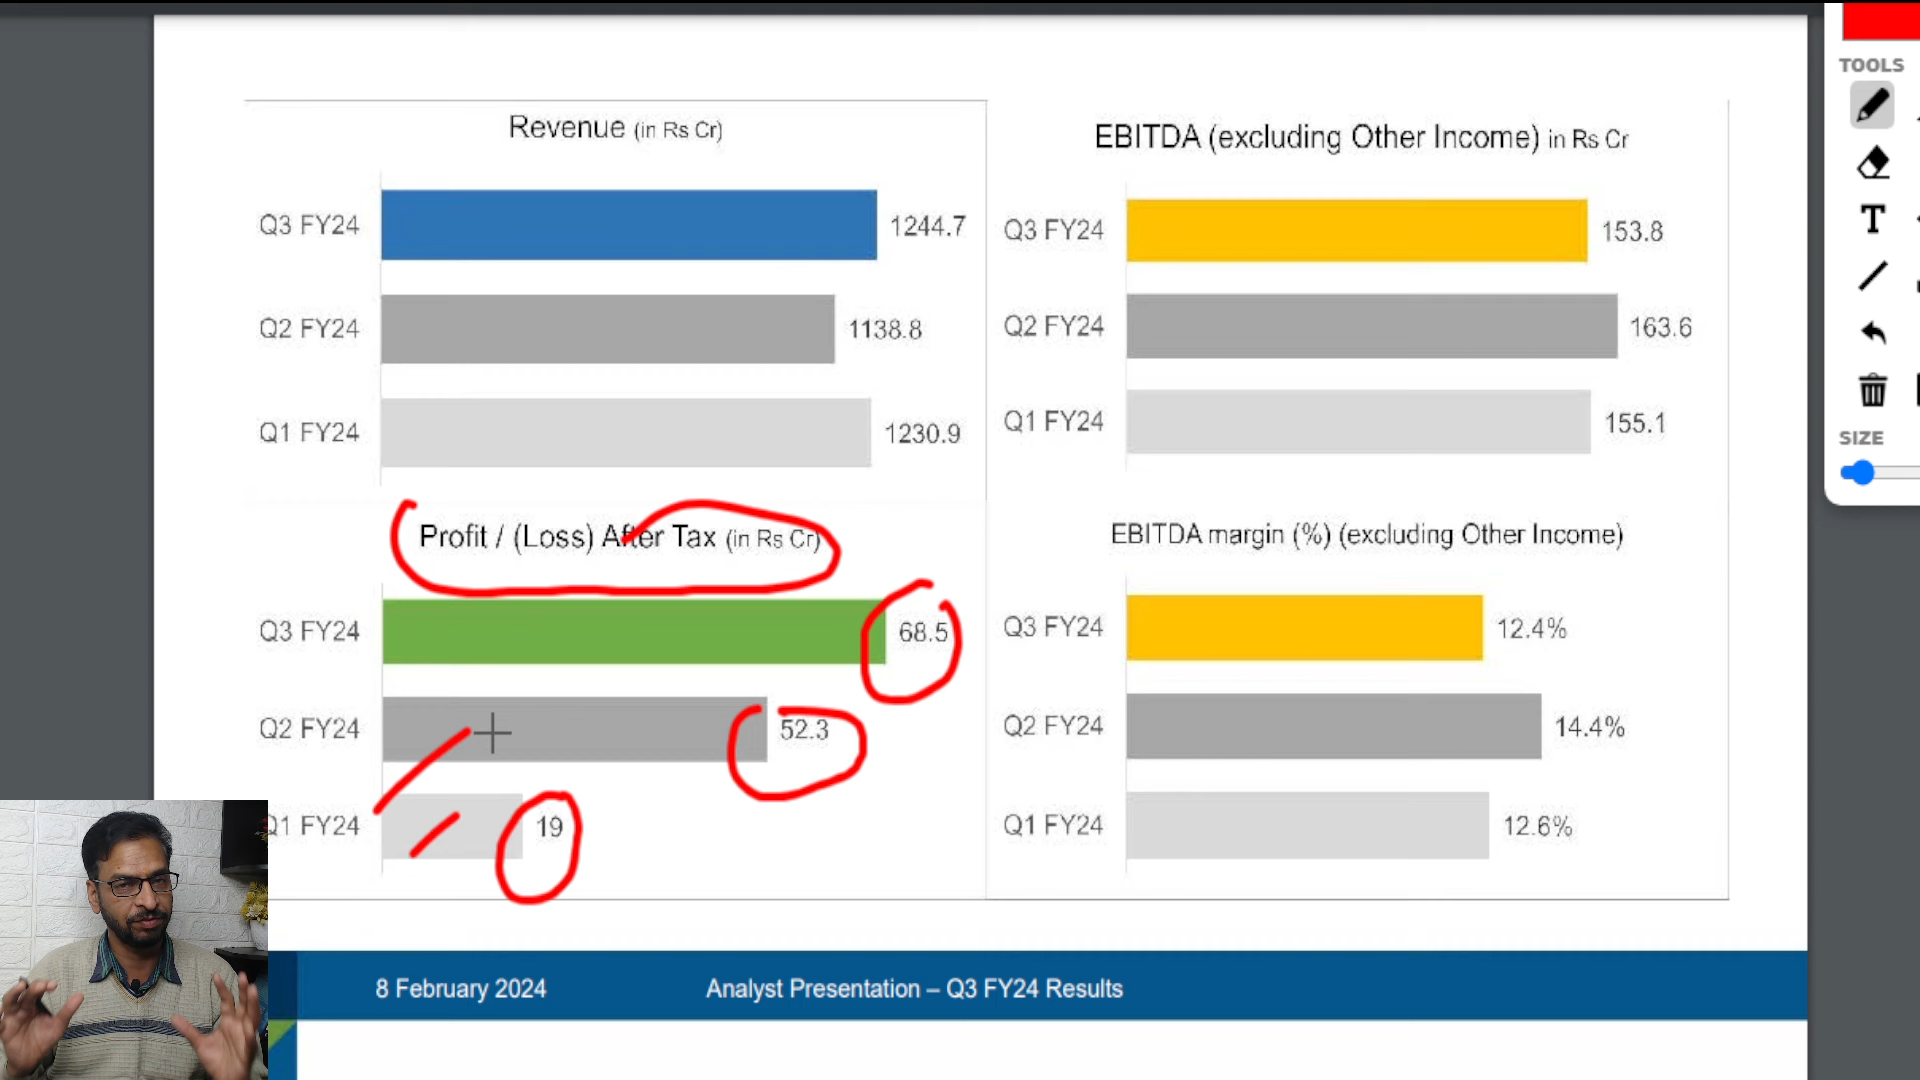 TOOLS
SIZE
Revenue (in Rs Cr)
Q3 FY24 1244.7
Q2 FY24 1138.8
Q1 FY24 1230.9
EBITDA (excluding Other Income) in Rs Cr
Q3 FY24 153.8
Q2 FY24 163.6
Q1 FY24 155.1
Profit / (Loss) After Tax (in Rs Cr)
Q3 FY24 68.5
Q2 FY24 52.3
Q1 FY24 19
EBITDA margin (%) (excluding Other Income)
Q3 FY24 12.4%
Q2 FY24 14.4%
Q1 FY24 12.6%
8 February 2024 Analyst Presentation – Q3 FY24 Results